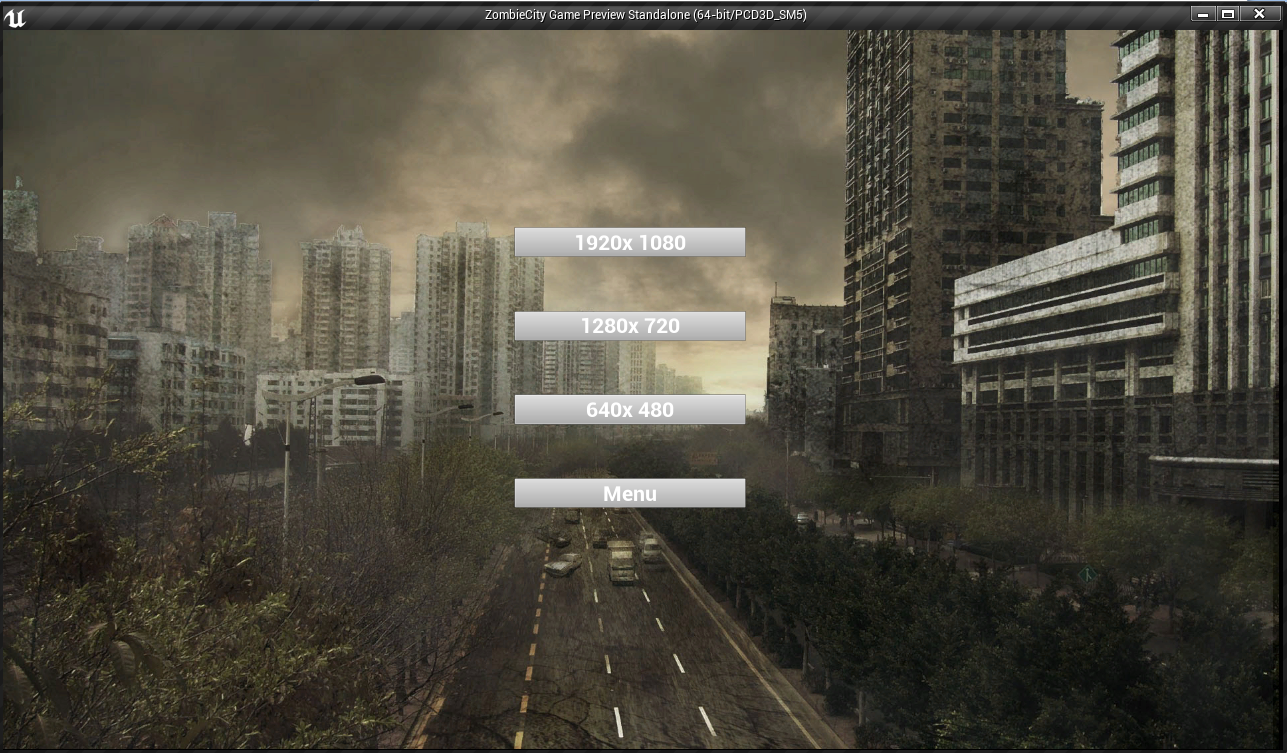 ZombieCity Game Preview Standalone (64-bit/PCD3D_SM5)
1920x 1080
1280x 720
640x 480
Menu